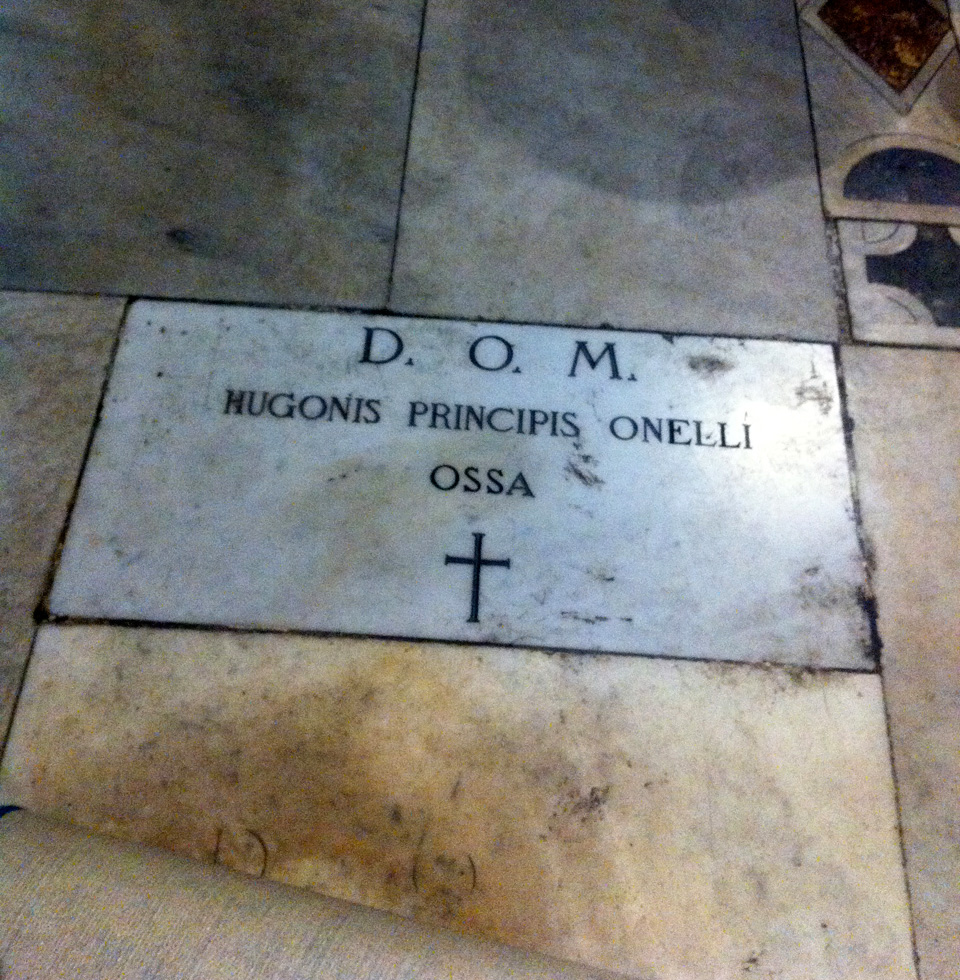 D. O. M.
HUGONIS PRINCIPIS ONELLI
OSSA